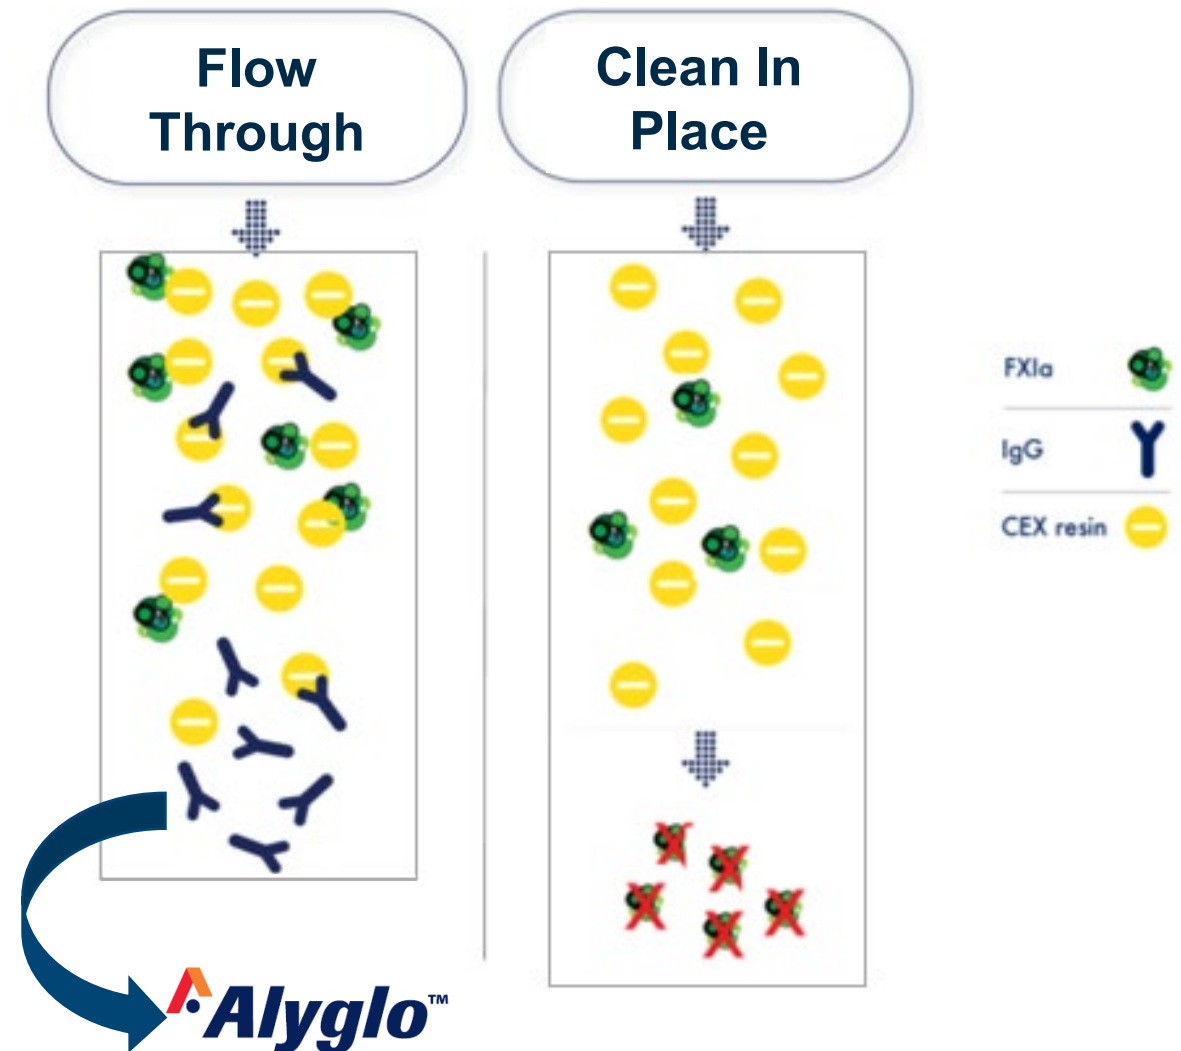 Flow
Through
Clean In
Place
FXIa
IgG
CEX resin
Alyglo™